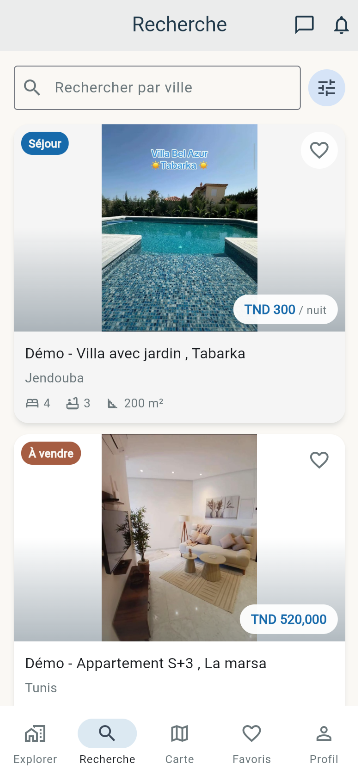 Recherche
Rechercher par ville
Séjour
Villa Bel Azur
Tabarka
TND 300 / nuit
Démo - Villa avec jardin , Tabarka
Jendouba
4 3 200 m²
À vendre
TND 520,000
Démo - Appartement S+3 , La marsa
Tunis
Explorer Recherche Carte Favoris Profil